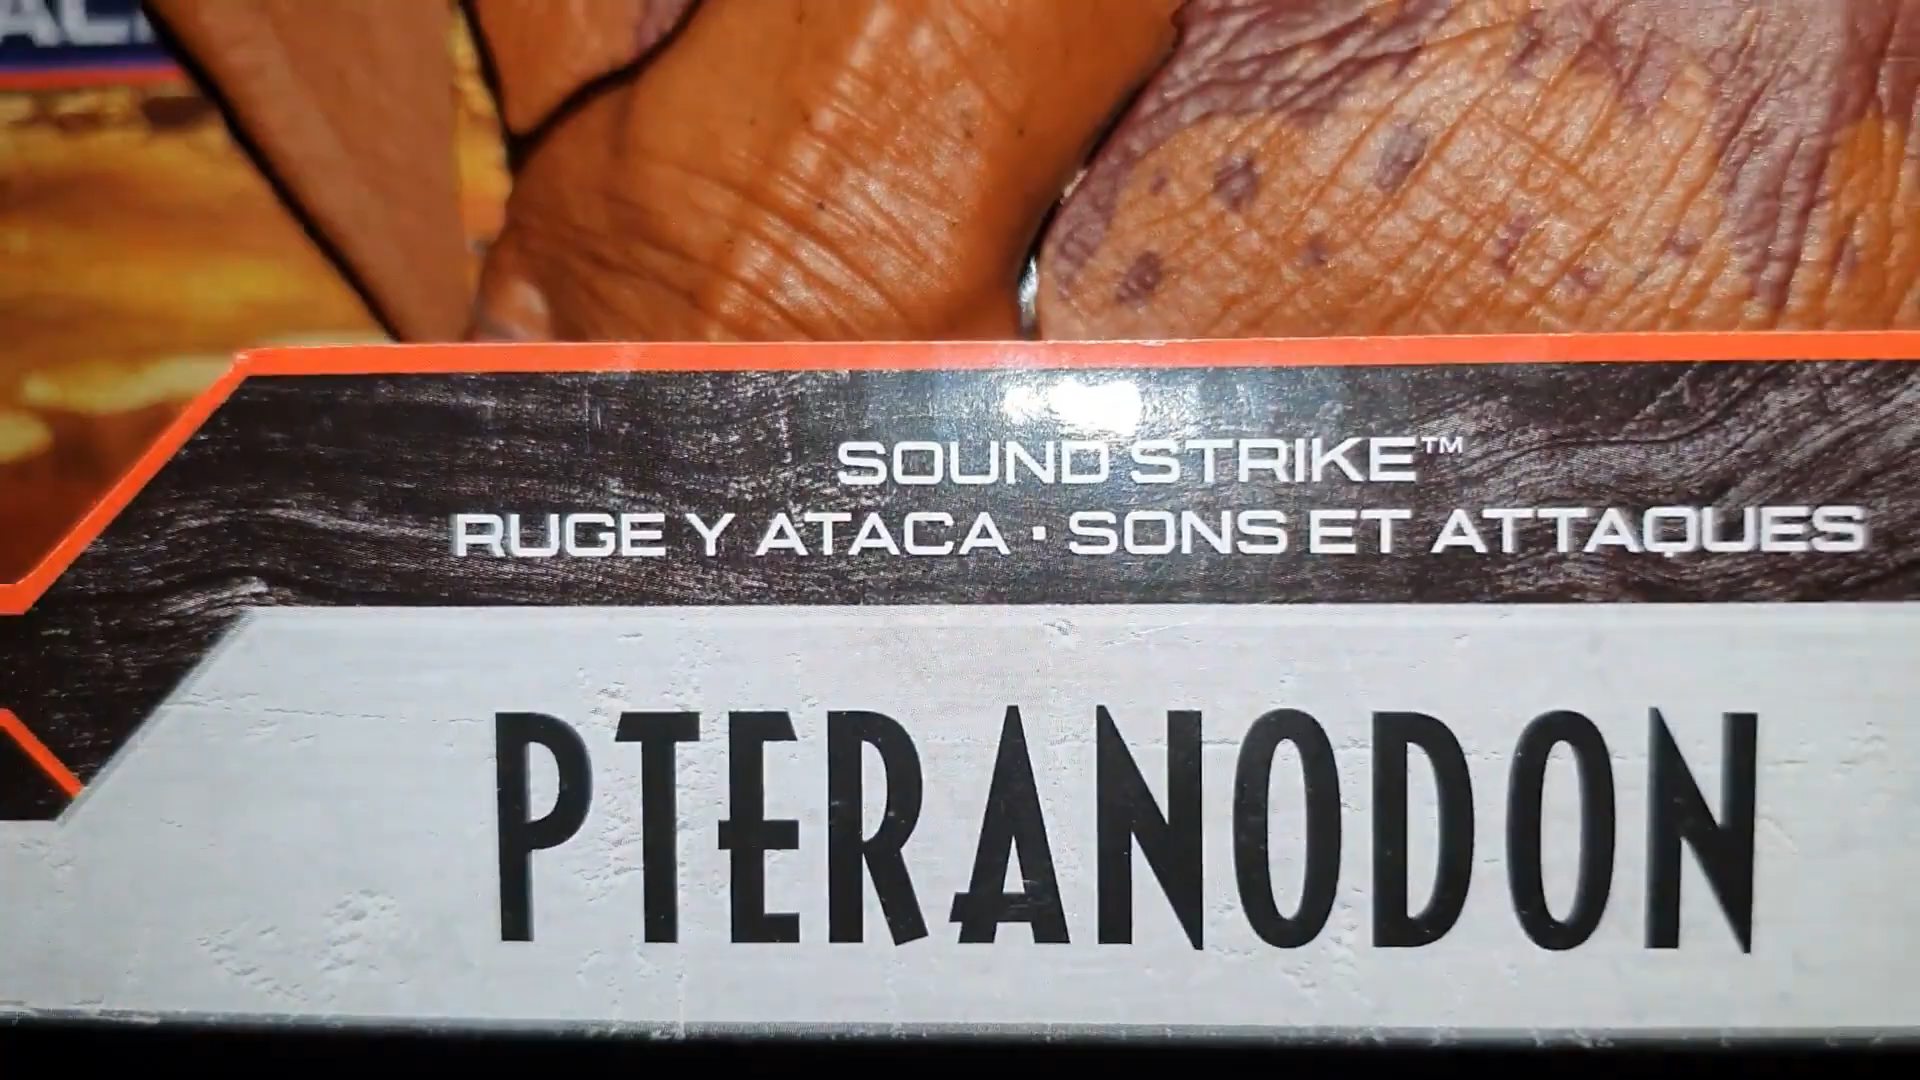 SOUND STRIKE™
RUGE Y ATACA • SONS ET ATTAQUES
PTERANODON